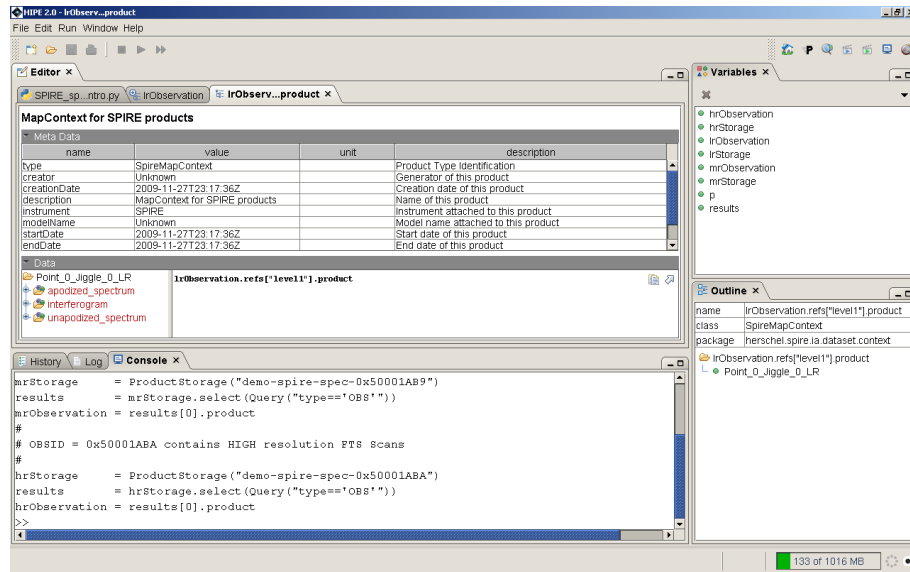 HIPE 2.0 - lrObserv...product
File Edit Run Window Help
Editor ×
SPIRE_sp...ntro.py
lrObservation
lrObserv...product ×
MapContext for SPIRE products
Meta Data
name value unit description
type SpireMapContext Product Type Identification
creator Unknown Generator of this product
creationDate 2009-11-27T23:17:36Z Creation date of this product
description MapContext for SPIRE products Name of this product
instrument SPIRE Instrument attached to this product
modelName Unknown Model name attached to this product
startDate 2009-11-27T23:17:36Z Start date of this product
endDate 2009-11-27T23:17:36Z End date of this product
Data
Point_0_Jiggle_0_LR
apodized_spectrum
interferogram
unapodized_spectrum
lrObservation.refs["level1"].product
History Log Console ×
mrStorage = ProductStorage("demo-spire-spec-0x50001AB9")
results = mrStorage.select(Query("type=='OBS'"))
mrObservation = results[0].product
#
# OBSID = 0x50001ABA contains HIGH resolution FTS Scans
#
hrStorage = ProductStorage("demo-spire-spec-0x50001ABA")
results = hrStorage.select(Query("type=='OBS'"))
hrObservation = results[0].product
>>
Variables ×
hrObservation
hrStorage
lrObservation
lrStorage
mrObservation
mrStorage
p
results
Outline ×
name lrObservation.refs["level1"].product
class SpireMapContext
package herschel.spire.ia.dataset.context
lrObservation.refs["level1"].product
Point_0_Jiggle_0_LR
133 of 1016 MB